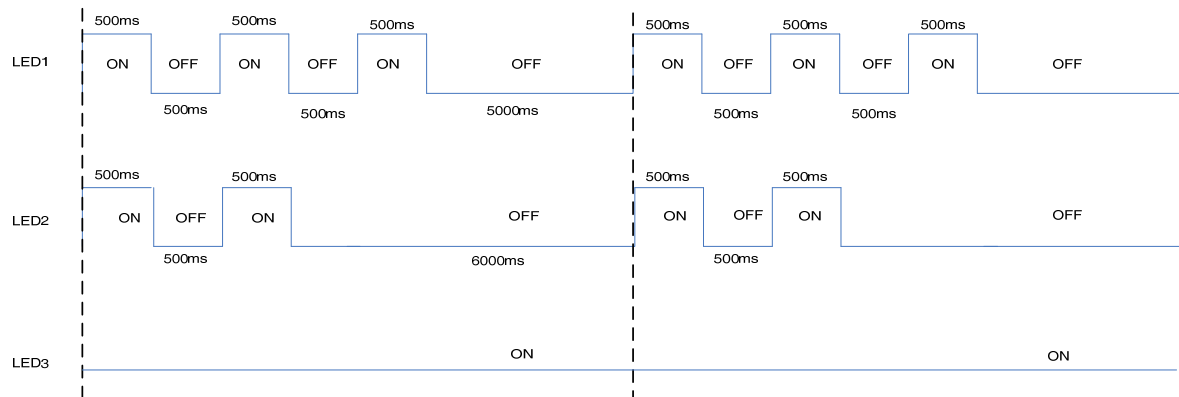 500ms 500ms 500ms 500ms 500ms 500ms
LED1 ON OFF ON OFF ON OFF ON OFF ON OFF ON OFF
500ms 500ms 5000ms 500ms 500ms
500ms 500ms 500ms 500ms
LED2 ON OFF ON OFF ON OFF ON OFF
500ms 6000ms 500ms
LED3 ON ON